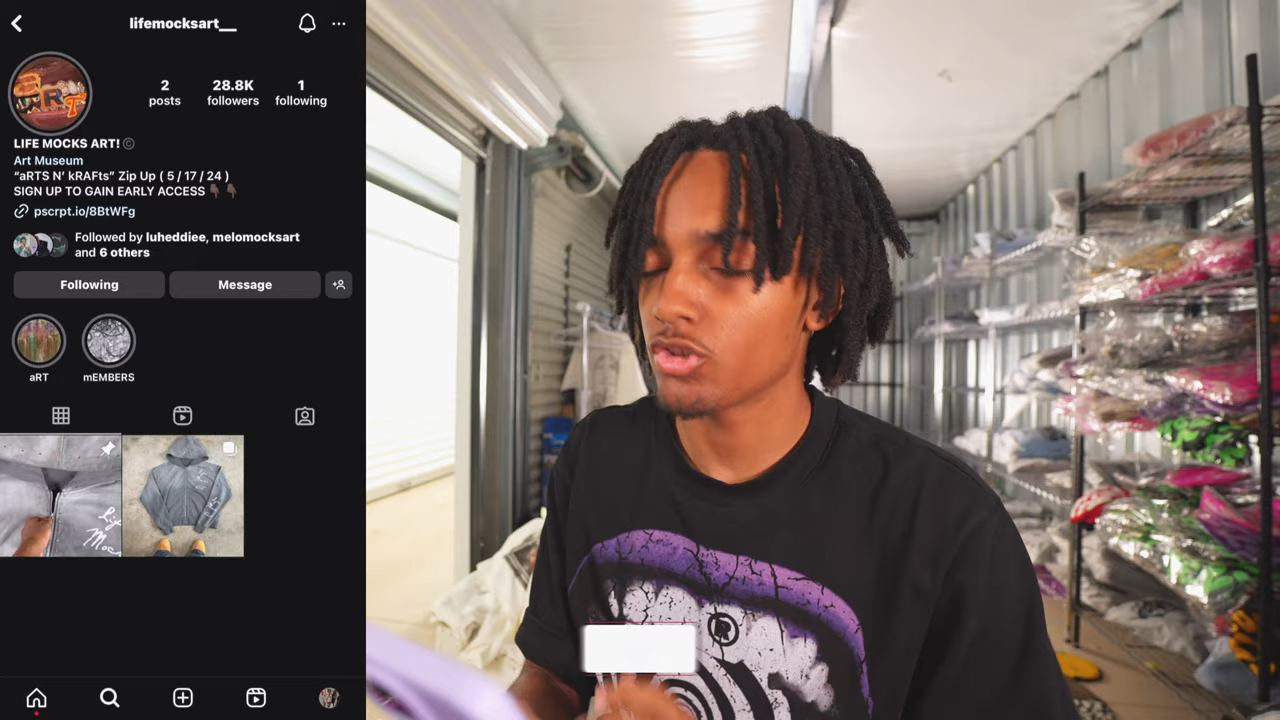 lifemocksart__
2 posts
28.8K followers
1 following
LIFE MOCKS ART! ©
Art Museum
“aRTS N’ kRAFts” Zip Up ( 5 / 17 / 24 )
SIGN UP TO GAIN EARLY ACCESS👇🏿👇🏿
pscrpt.io/8BtWFg
Followed by luheddiee, melomocksart
and 6 others
Following
Message
aRT
mEMBERS
®